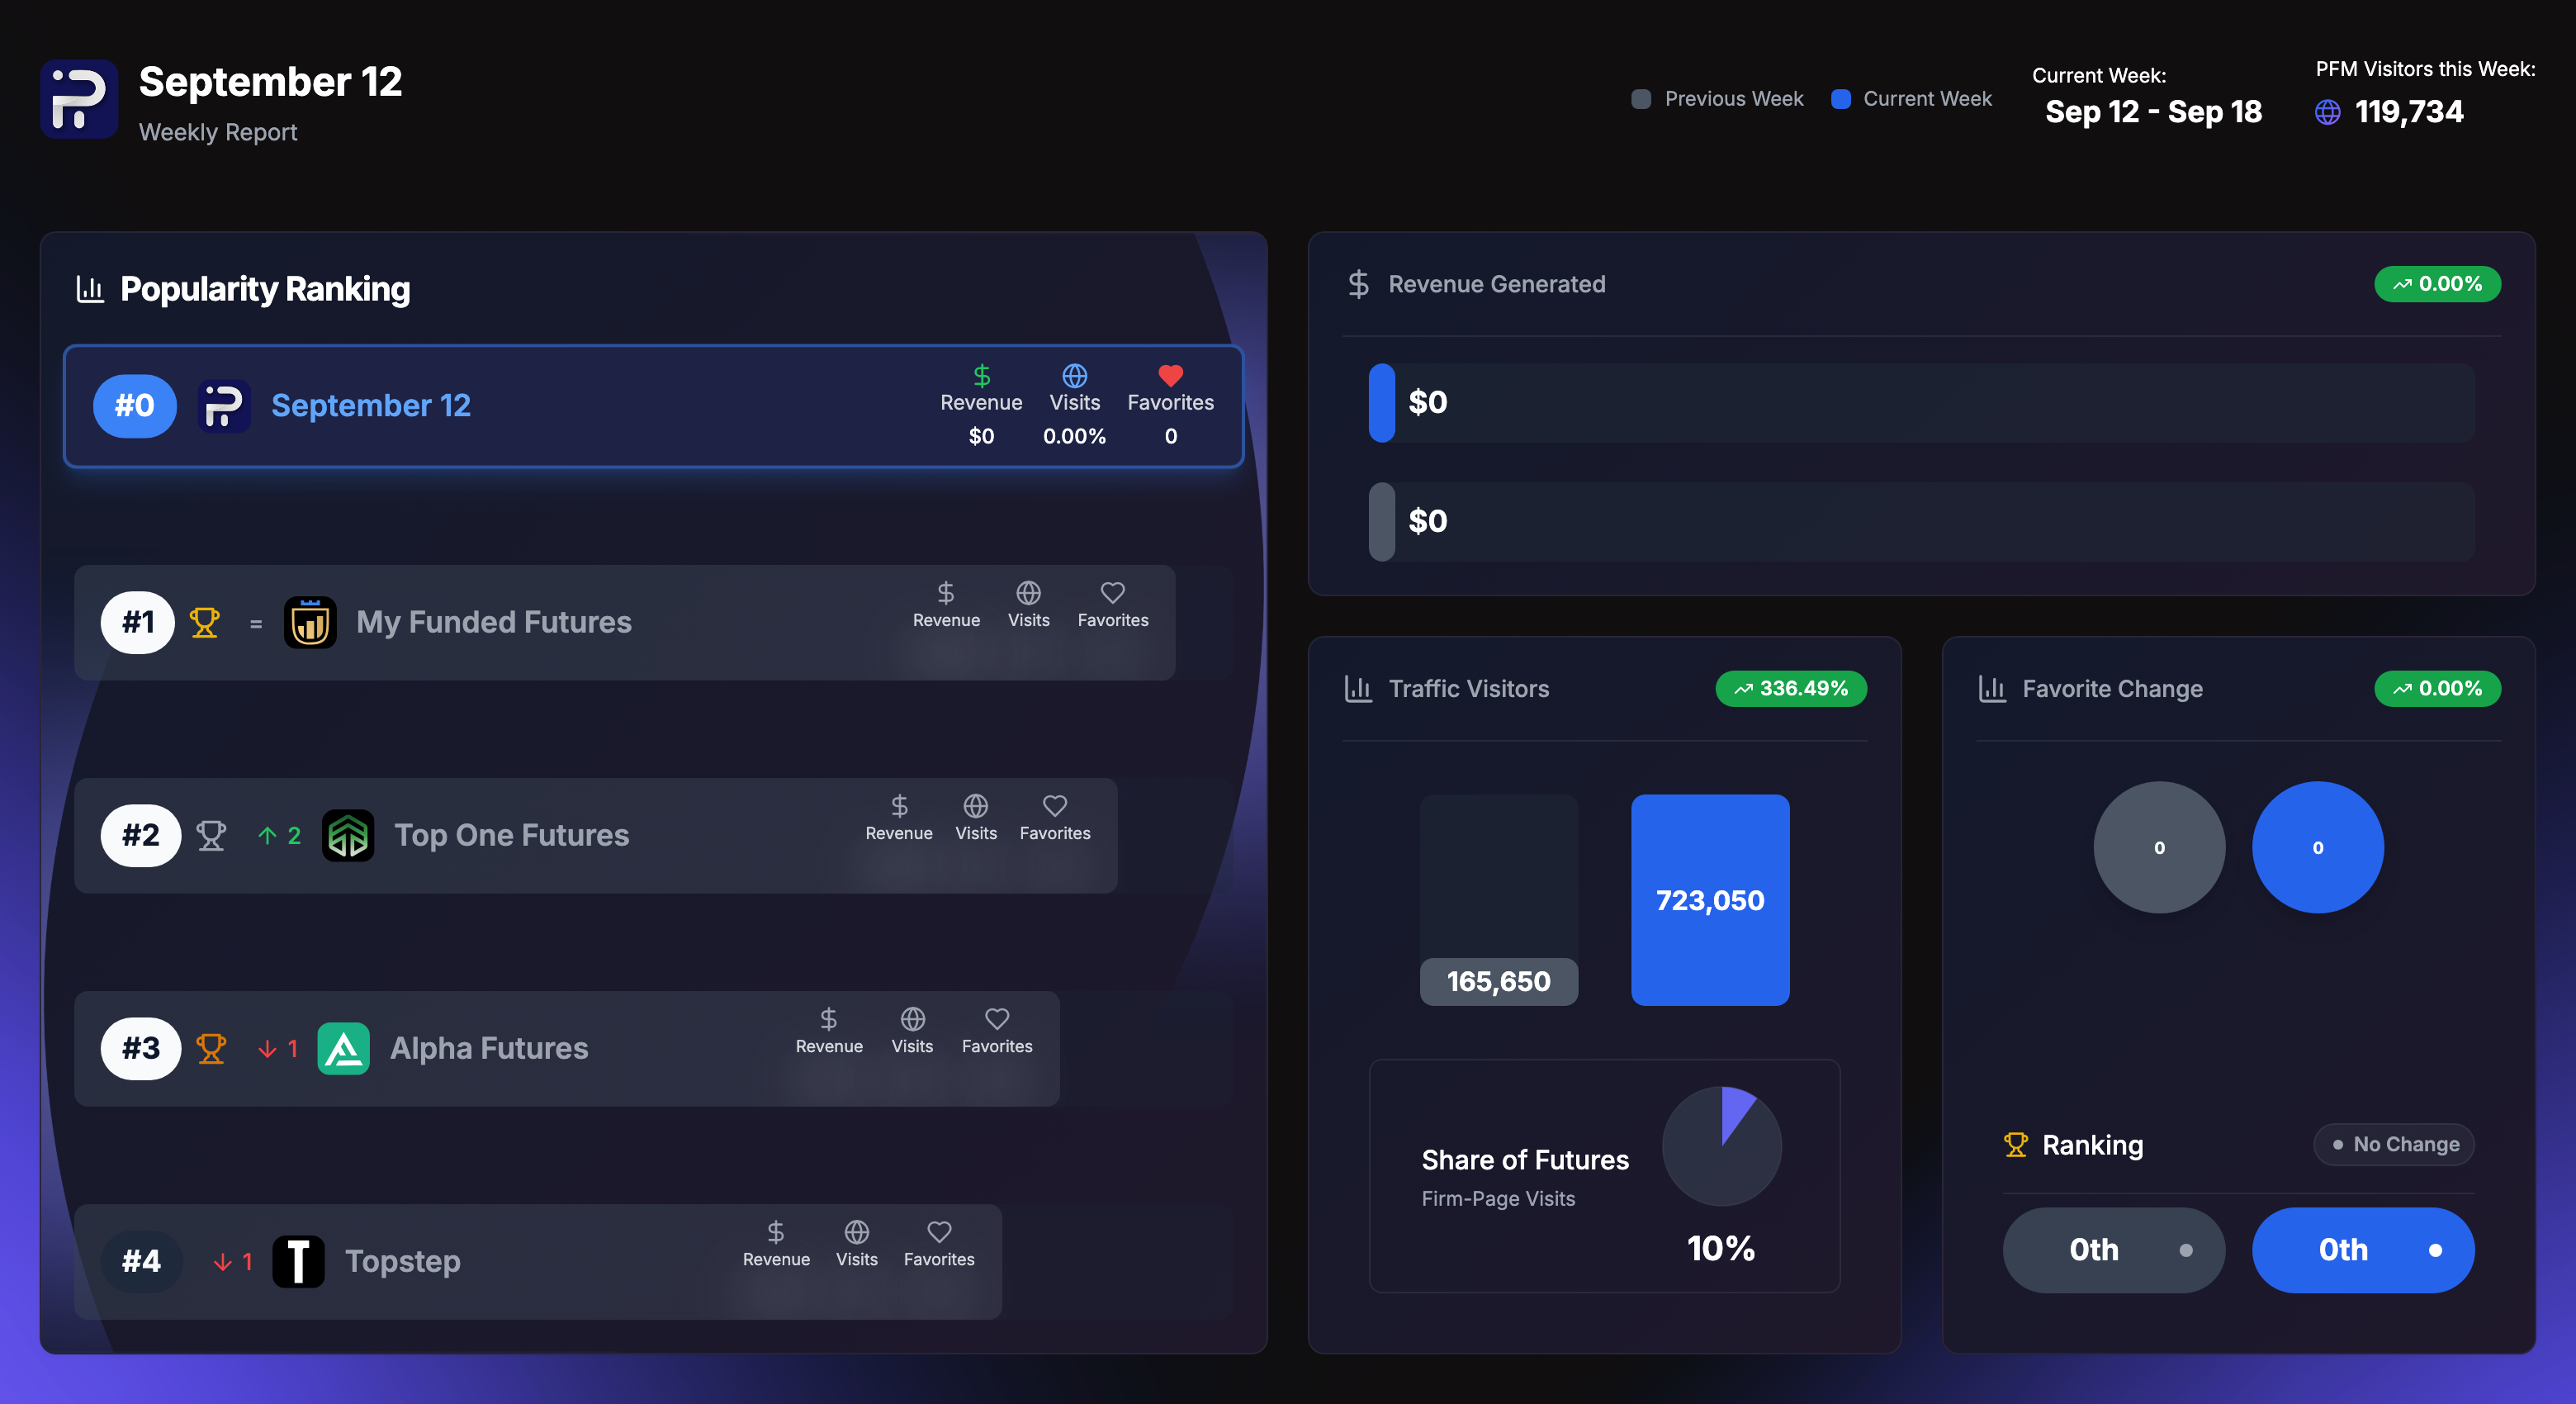 September 12
Weekly Report
Previous Week
Current Week
Current Week:
Sep 12 - Sep 18
PFM Visitors this Week:
119,734
Popularity Ranking
#0
September 12
Revenue
Visits
Favorites
$0
0.00%
0
#1
=
My Funded Futures
Revenue
Visits
Favorites
#2
2
Top One Futures
Revenue
Visits
Favorites
#3
1
Alpha Futures
Revenue
Visits
Favorites
#4
1
T
Topstep
Revenue
Visits
Favorites
Revenue Generated
0.00%
$0
$0
Traffic Visitors
336.49%
165,650
723,050
Share of Futures
Firm-Page Visits
10%
Favorite Change
0.00%
0
0
Ranking
No Change
0th
0th